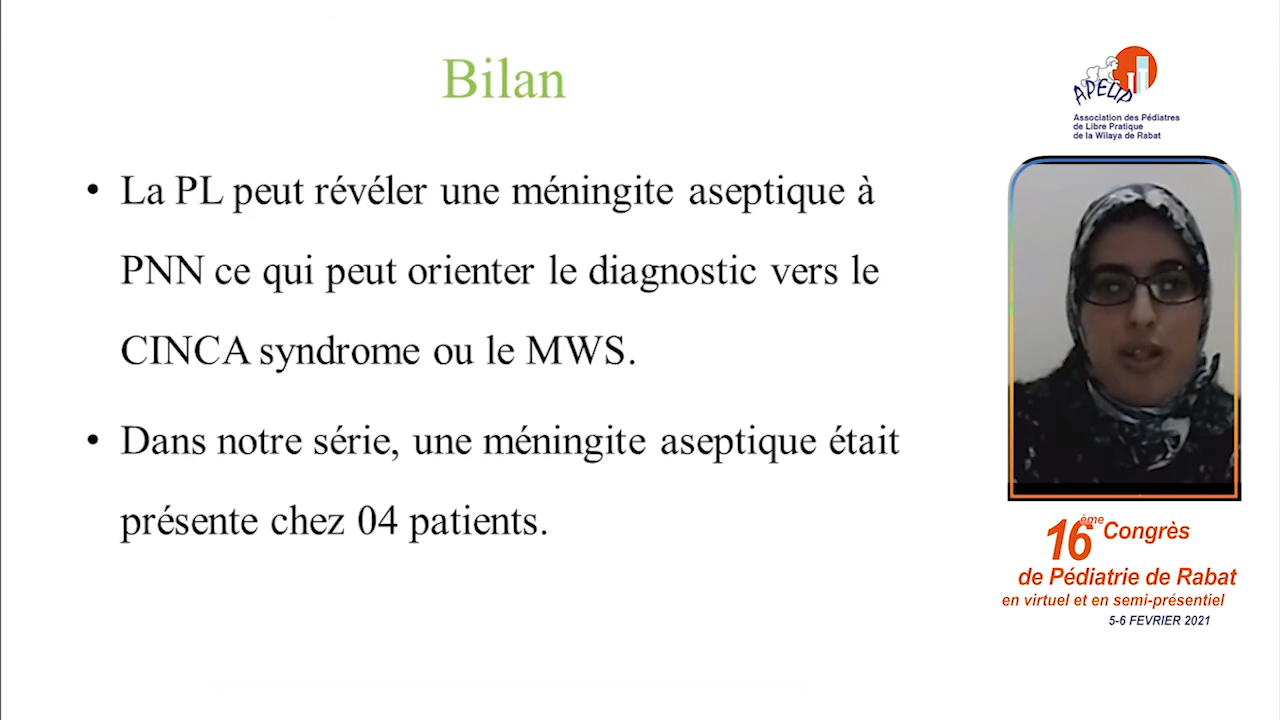 Bilan
• La PL peut révéler une méningite aseptique à
PNN ce qui peut orienter le diagnostic vers le
CINCA syndrome ou le MWS.
• Dans notre série, une méningite aseptique était
présente chez 04 patients.
APELIP
Association des Pédiatres
de Libre Pratique
de la Wilaya de Rabat
16ème Congrès
de Pédiatrie de Rabat
en virtuel et en semi-présentiel
5-6 FEVRIER 2021